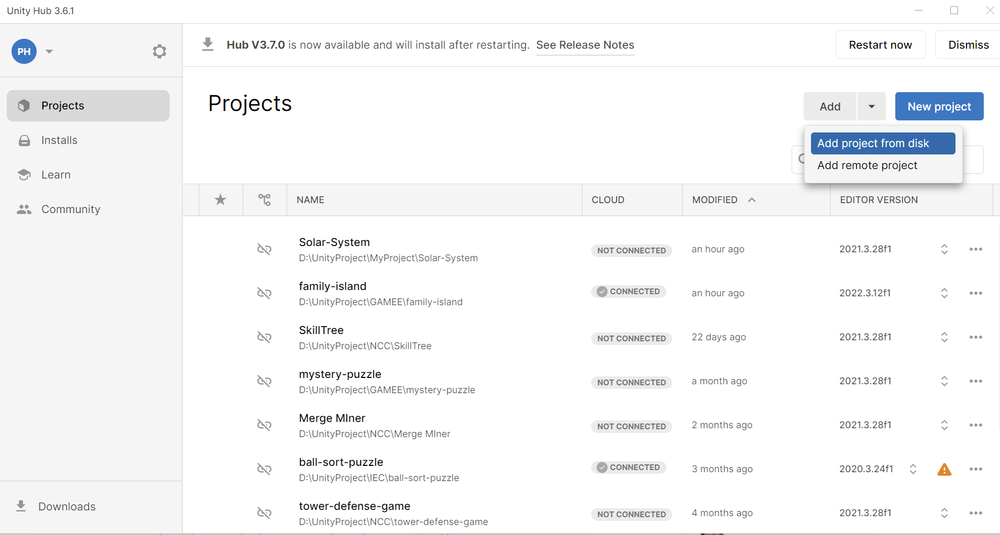 Unity Hub 3.6.1
PH
Hub V3.7.0 is now available and will install after restarting. See Release Notes
Restart now
Dismiss
Projects
Installs
Learn
Community
Downloads
Projects
Add
New project
Add project from disk
Add remote project
NAME CLOUD MODIFIED EDITOR VERSION
Solar-System
D:\UnityProject\MyProject\Solar-System
NOT CONNECTED
an hour ago
2021.3.28f1
family-island
D:\UnityProject\GAMEE\family-island
CONNECTED
an hour ago
2022.3.12f1
SkillTree
D:\UnityProject\NCC\SkillTree
NOT CONNECTED
22 days ago
2021.3.28f1
mystery-puzzle
D:\UnityProject\GAMEE\mystery-puzzle
NOT CONNECTED
a month ago
2021.3.28f1
Merge MIner
D:\UnityProject\NCC\Merge MIner
NOT CONNECTED
2 months ago
2021.3.28f1
ball-sort-puzzle
D:\UnityProject\IEC\ball-sort-puzzle
CONNECTED
3 months ago
2020.3.24f1
tower-defense-game
D:\UnityProject\NCC\tower-defense-game
NOT CONNECTED
4 months ago
2021.3.28f1